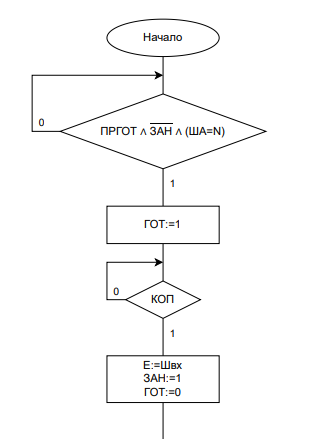 Начало
ПРГОТ ∧ З̅А̅Н̅ ∧ (ША=N)
0
1
ГОТ:=1
КОП
0
1
E:=Швх
ЗАН:=1
ГОТ:=0